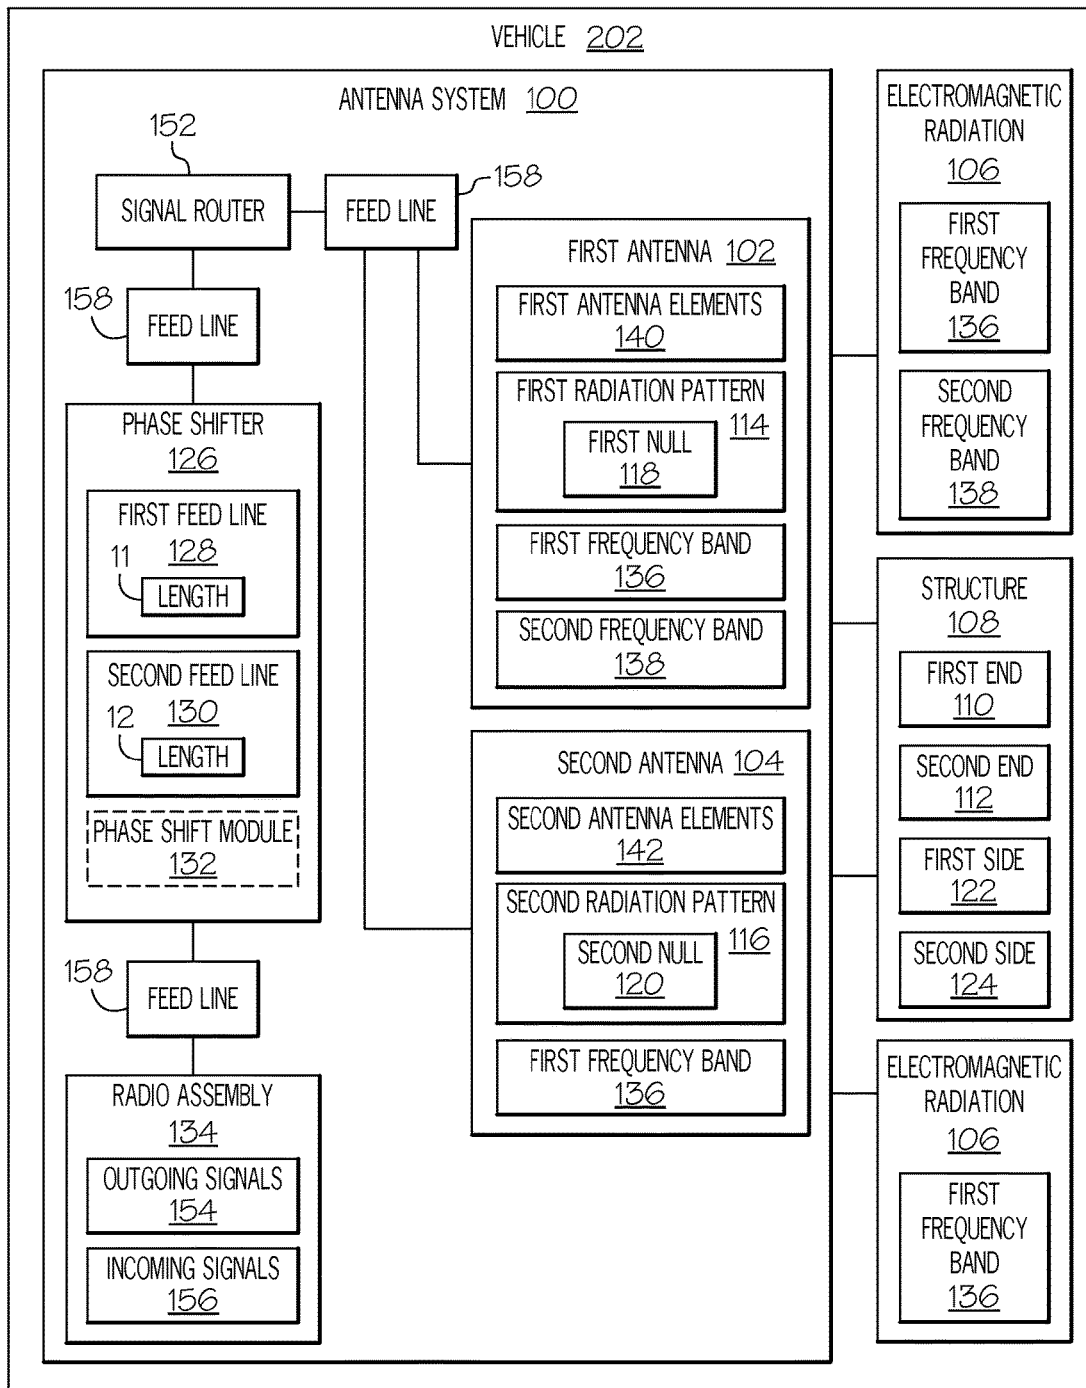 VEHICLE 202
ANTENNA SYSTEM 100
152
SIGNAL ROUTER
158
FEED LINE
158
FEED LINE
PHASE SHIFTER
126
FIRST FEED LINE
128
11
LENGTH
SECOND FEED LINE
130
12
LENGTH
PHASE SHIFT MODULE
132
158
FEED LINE
RADIO ASSEMBLY
134
OUTGOING SIGNALS
154
INCOMING SIGNALS
156
FIRST ANTENNA 102
FIRST ANTENNA ELEMENTS
140
FIRST RADIATION PATTERN
114
FIRST NULL
118
FIRST FREQUENCY BAND
136
SECOND FREQUENCY BAND
138
SECOND ANTENNA 104
SECOND ANTENNA ELEMENTS
142
SECOND RADIATION PATTERN
116
SECOND NULL
120
FIRST FREQUENCY BAND
136
ELECTROMAGNETIC
RADIATION
106
FIRST
FREQUENCY
BAND
136
SECOND
FREQUENCY
BAND
138
STRUCTURE
108
FIRST END
110
SECOND END
112
FIRST SIDE
122
SECOND SIDE
124
ELECTROMAGNETIC
RADIATION
106
FIRST
FREQUENCY
BAND
136